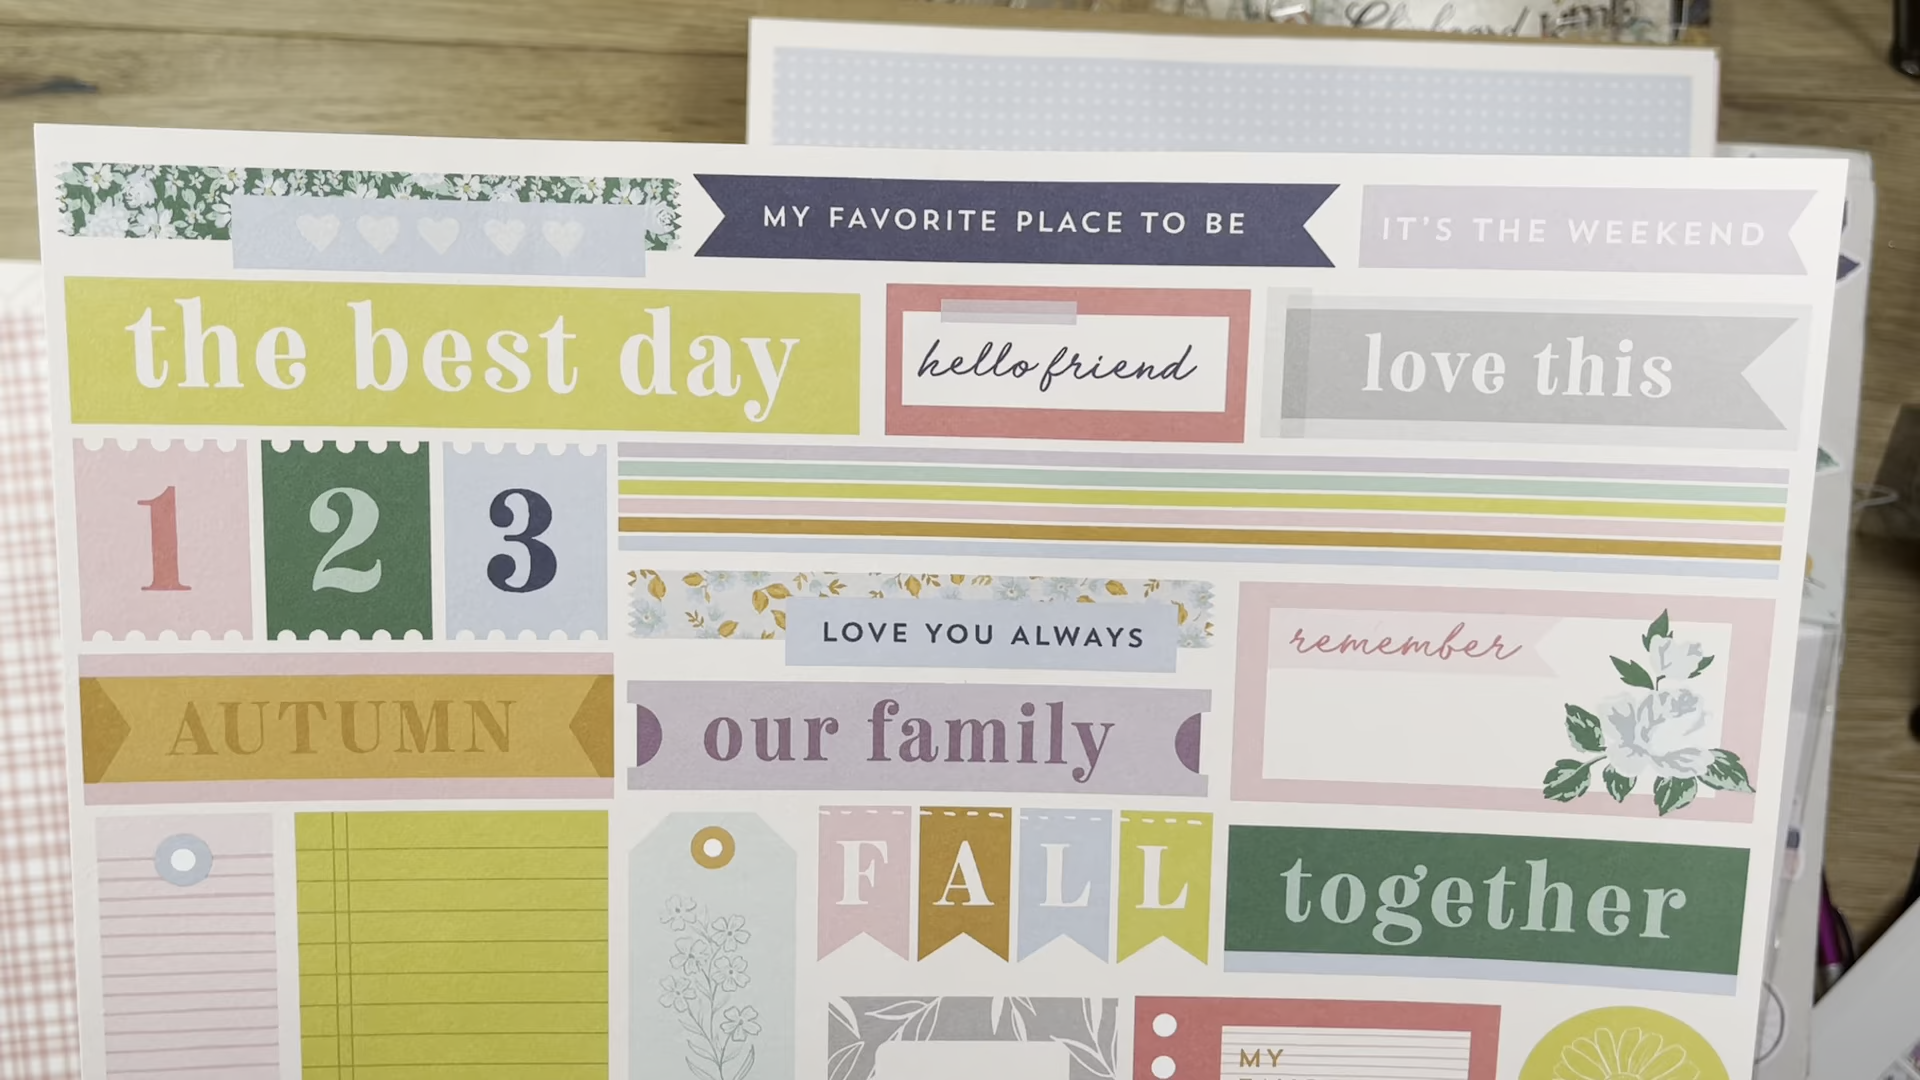 MY FAVORITE PLACE TO BE
IT'S THE WEEKEND
the best day
hello friend
love this
1 2 3
LOVE YOU ALWAYS
remember
AUTUMN
our family
FALL
together
MY